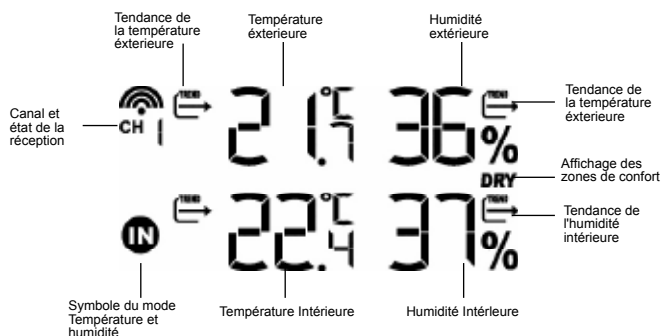 Tendance de
la température
éxterieure
Température
éxterieure
Humidité
extérieure
Canal et
état de la
réception
CH 1
TREND
21.7°C
36%
TREND
Tendance de
la température
éxterieure
DRY
Affichage des
zones de confort
IN
TREND
22.4°C
37%
TREND
Tendance de
l'humidité
intérieure
Symbole du mode
Température et
humidité
Température Intérieure
Humidité Intérleure